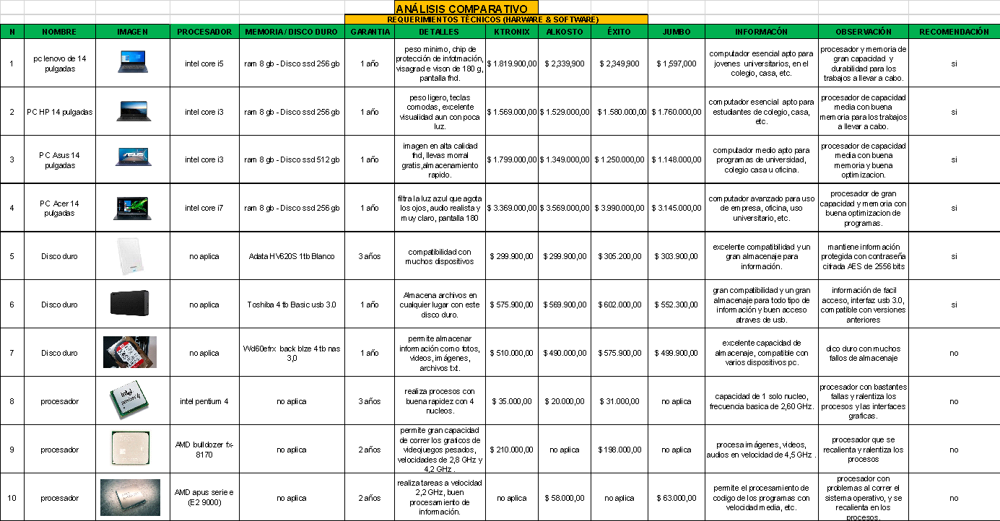 ANÁLISIS COMPARATIVO
REQUERIMIENTOS TÉCNICOS (HARWARE & SOFTWARE)
N NOMBRE IMAGEN PROCESADOR MEMORIA / DISCO DURO GARANTIA DETALLES KTRONIX ALKOSTO ÉXITO JUMBO INFORMACÓN OBSERVACIÓN RECOMENDACIÓN
1
pc lenovo de 14
pulgadas
intel core i5
ram 8 gb - Disco ssd 256 gb
1 año
peso minimo, chip de
protección de infotmación,
visagrad e vison de 180 g,
pantalla fhd.
$ 1.819.900,00
$ 2,339,900
$ 2,349,900
$ 1,597,000
computador esencial apto para
jovenes universitarios, en el
colegio, casa, etc.
procesador y memoria de
gran capacidad y
durabilidad para los
trabajos a llevar a cabo.
si
2
PC HP 14 pulgadas
intel core i3
ram 8 gb - Disco ssd 256 gb
1 año
peso ligero, teclas
comodas, excelente
visualidad aun con poca
luz.
$ 1.569.000,00
$ 1.529.000,00
$ 1.580.000,00
$ 1.760.000,00
computador esencial apto para
estudiantes de colegio, casa,
etc.
procesador de capacidad
media con buena
memoria para los trabajos
a llevar a cabo.
si
3
PC Asus 14
pulgadas
ASUS
intel core i3
ram 8 gb - Disco ssd 512 gb
1 año
imagen en alta calidad
fhd, llevas morral
gratis,almacenamiento
rapido.
$ 1.799.000,00
$ 1.349.000,00
$ 1.250.000,00
$ 1.148.000,00
computador medio apto para
programas de universidad,
colegio casa u oficina.
procesador de capacidad
media con buena
memoria y buena
optimizacion.
si
4
PC Acer 14
pulgadas
intel core i7
ram 8 gb - Disco ssd 256 gb
1 año
filtra la luz azul que agota
los ojos, audio realista y
muy claro, pantalla 180
$ 3.369.000,00
$ 3.569.000,00
$ 3.990.000,00
$ 3.145.000,00
computador avanzado para uso
de empresa, oficina, uso
universitario, etc.
procesador de gran
capacidad y memoria con
buena optimizacion de
programas.
si
5
Disco duro
no aplica
Adata HV620S 1tb Blanco
3 años
compatibilidad con
muchos dispositivos
$ 299.900,00
$ 299.900,00
$ 305.200,00
$ 303.900,00
excelente compatibilidad y un
gran almacenaje para
información.
mantiene información
protegida con contraseña
cifrada AES de 2556 bits
si
6
Disco duro
no aplica
Toshiba 4 tb Basic usb 3.0
1 año
Almacena archivos en
cualquier lugar con este
disco duro.
$ 575.900,00
$ 569.900,00
$ 602.000,00
$ 552.300,00
gran compatibilidad y un gran
almacenaje para todo tipo de
información y buen acceso
atraves de usb.
información de facil
acceso, interfaz usb 3.0,
compatible con versiones
anteriores
si
7
Disco duro
no aplica
Wd60efrx back blze 4 tb nas
3,0
1 año
permite almacenar
información como fotos,
videos, imágenes,
archivos txt.
$ 510.000,00
$ 490.000,00
$ 575.900,00
$ 499.900,00
excelente capacidad de
almacenaje, compatible con
varios dispositivos pc.
dico duro con muchos
fallos de almacenaje
no
8
procesador
intel
pentium 4
intel pentium 4
no aplica
3 años
realiza procesos con
buena rapidez con 4
nucleos.
$ 35.000,00
$ 20.000,00
$ 31.000,00
no aplica
capacidad de 1 solo nucleo,
frecuencia basica de 2,60 GHz.
procesador con bastantes
fallas y ralentiza los
procesos y las interfaces
graficas.
no
9
procesador
AMD bulldozer fx-
8170
no aplica
2 años
permite gran capacidad
de correr los graficos de
videojuegos pesados,
velocidades de 2,8 GHz y
4,2 GHz .
$ 210.000,00
no aplica
$ 198.000,00
no aplica
procesa imágenes, videos,
audios en velocidad de 4,5 GHz .
procesador que se
recalienta y ralentiza los
procesos
no
10
procesador
AMD apus serie e
(E2 9000)
no aplica
2 años
realiza tareas a velocidad
2,2 GHz, buen
procesamiento de
información.
no aplica
$ 58.000,00
no aplica
$ 63.000,00
permite el procesamiento de
codigo de los programas con
velocidad media, etc.
procesador con
problemas al correr el
sistema operativo, y se
recalienta en los
procesos.
no